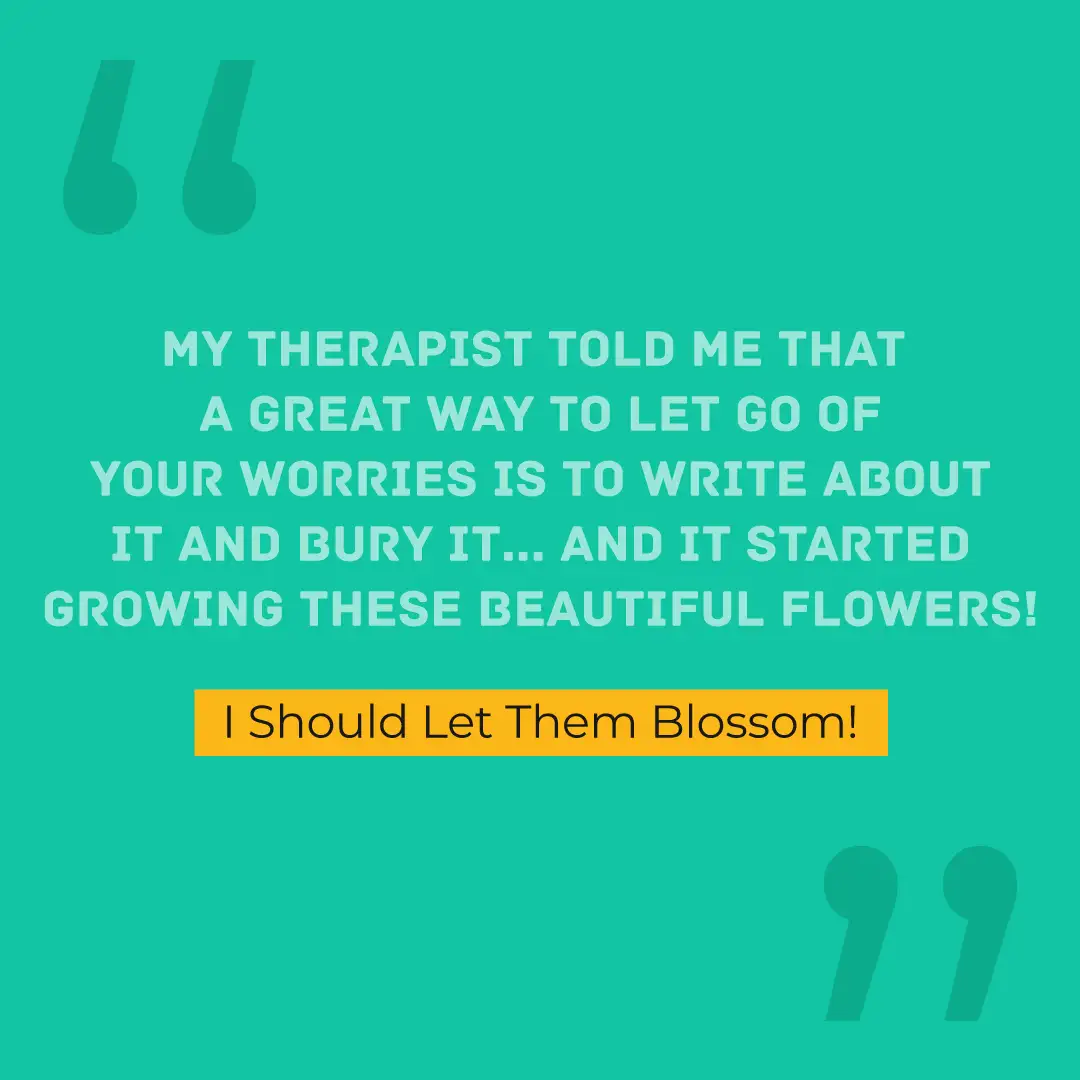 MY THERAPIST TOLD ME THAT
A GREAT WAY TO LET GO OF
YOUR WORRIES IS TO WRITE ABOUT
IT AND BURY IT... AND IT STARTED
GROWING THESE BEAUTIFUL FLOWERS!
I Should Let Them Blossom!